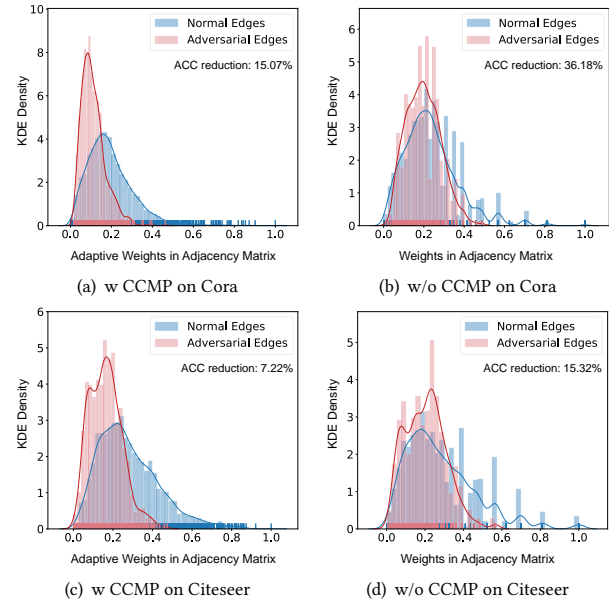 Normal Edges
Adversarial Edges
ACC reduction: 15.07%
KDE Density
10
8
6
4
2
0
0.0 0.2 0.4 0.6 0.8 1.0
Adaptive Weights in Adjacency Matrix
(a) w CCMP on Cora
Normal Edges
Adversarial Edges
ACC reduction: 36.18%
KDE Density
6
5
4
3
2
1
0
0.0 0.2 0.4 0.6 0.8 1.0
Weights in Adjacency Matrix
(b) w/o CCMP on Cora
Normal Edges
Adversarial Edges
ACC reduction: 7.22%
KDE Density
6
5
4
3
2
1
0
0.0 0.2 0.4 0.6 0.8 1.0
Adaptive Weights in Adjacency Matrix
(c) w CCMP on Citeseer
Normal Edges
Adversarial Edges
ACC reduction: 15.32%
KDE Density
5
4
3
2
1
0
0.0 0.2 0.4 0.6 0.8 1.0
Weights in Adjacency Matrix
(d) w/o CCMP on Citeseer